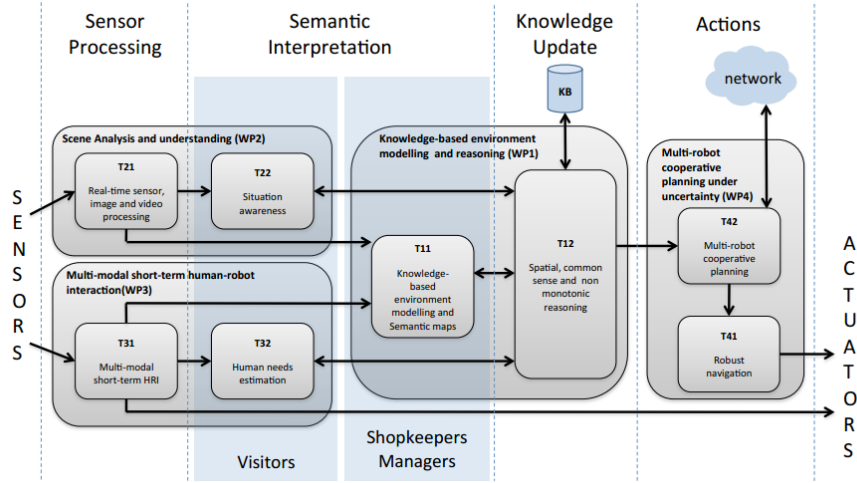 Sensor
Processing
Semantic
Interpretation
Knowledge
Update
Actions
KB
network
Scene Analysis and understanding (WP2)
T21
Real-time sensor,
image and video
processing
T22
Situation
awareness
Knowledge-based environment
modelling and reasoning (WP1)
T11
Knowledge-
based
environment
modelling and
Semantic maps
T12
Spatial, common
sense and non
monotonic
reasoning
Multi-robot
cooperative
planning under
uncertainty (WP4)
T42
Multi-robot
cooperative
planning
T41
Robust
navigation
Multi-modal short-term human-robot
interaction(WP3)
T31
Multi-modal
short-term HRI
T32
Human needs
estimation
Visitors
Shopkeepers
Managers
SENSORS
ACTUATORS